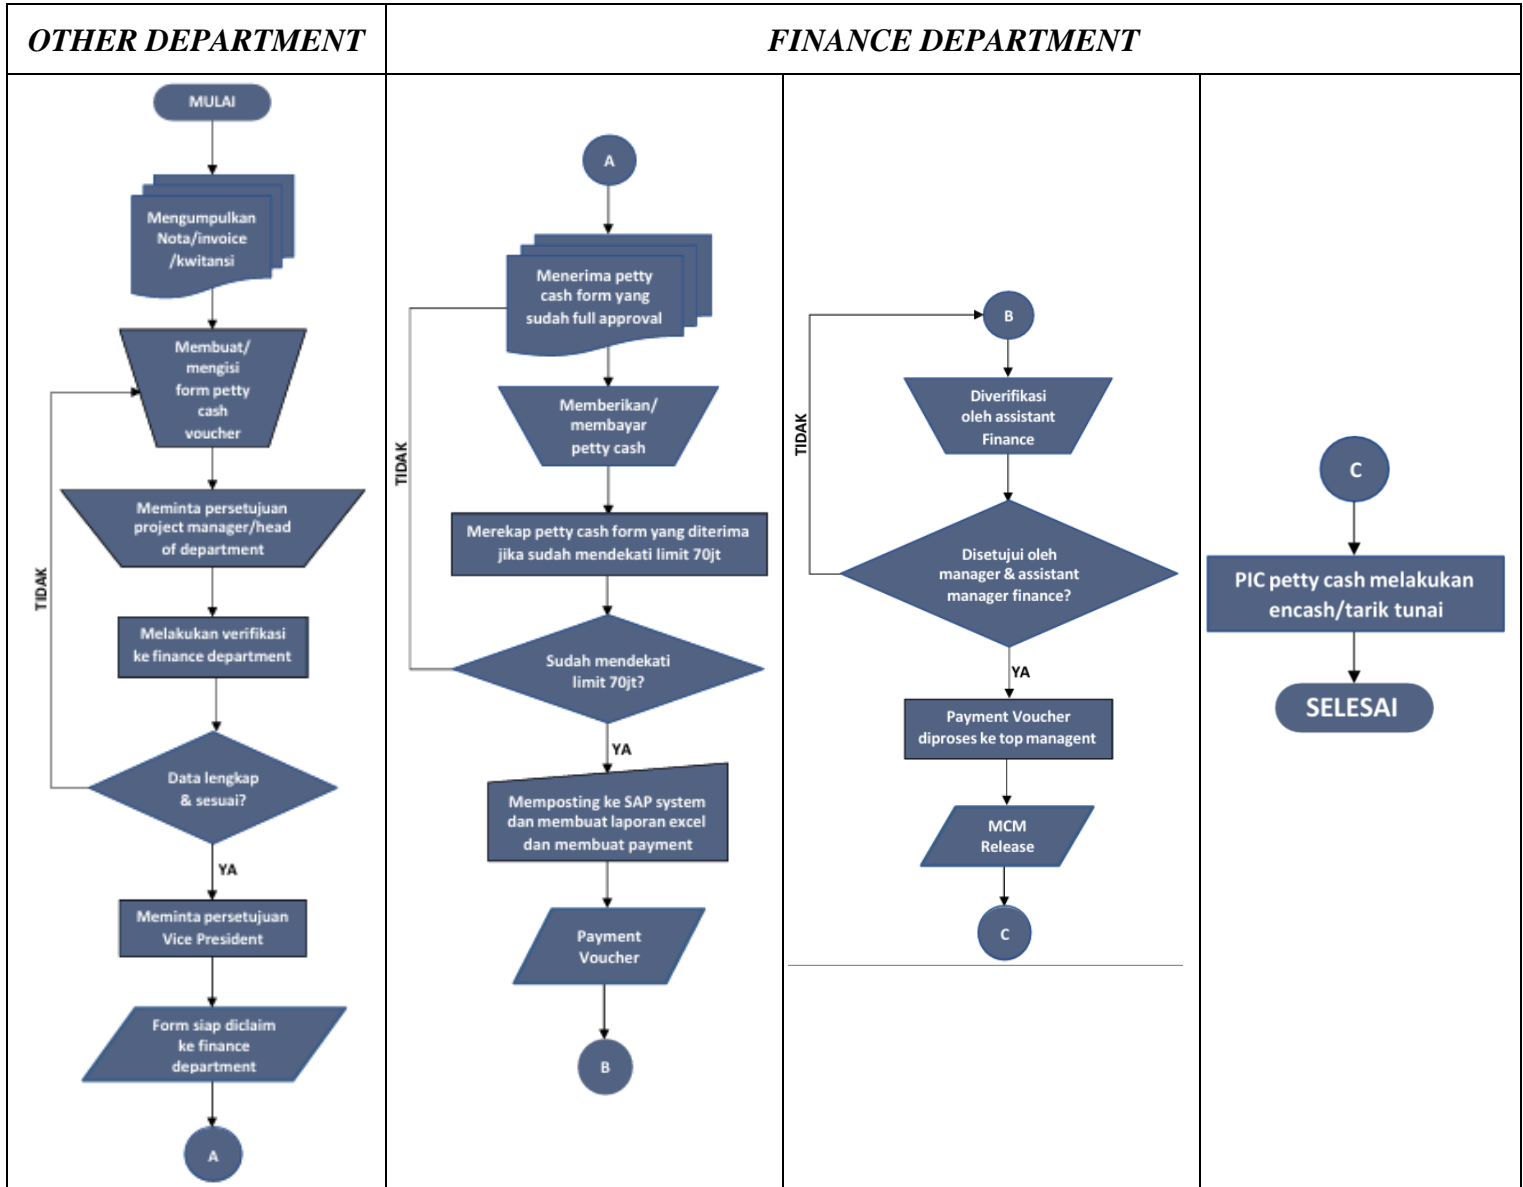 OTHER DEPARTMENT
FINANCE DEPARTMENT
MULAI
Mengumpulkan
Nota/invoice
/kwitansi
Membuat/
mengisi
form petty
cash
voucher
Meminta persetujuan
project manager/head
of department
TIDAK
Melakukan verifikasi
ke finance department
Data lengkap
& sesuai?
YA
Meminta persetujuan
Vice President
Form siap diclaim
ke finance
department
A
A
Menerima petty
cash form yang
sudah full approval
Memberikan/
membayar
petty cash
TIDAK
Merekap petty cash form yang diterima
jika sudah mendekati limit 70jt
Sudah mendekati
limit 70jt?
YA
Memposting ke SAP system
dan membuat laporan excel
dan membuat payment
Payment
Voucher
B
B
Diverifikasi
oleh assistant
Finance
TIDAK
Disetujui oleh
manager & assistant
manager finance?
YA
Payment Voucher
diproses ke top managent
MCM
Release
C
C
PIC petty cash melakukan
encash/tarik tunai
SELESAI